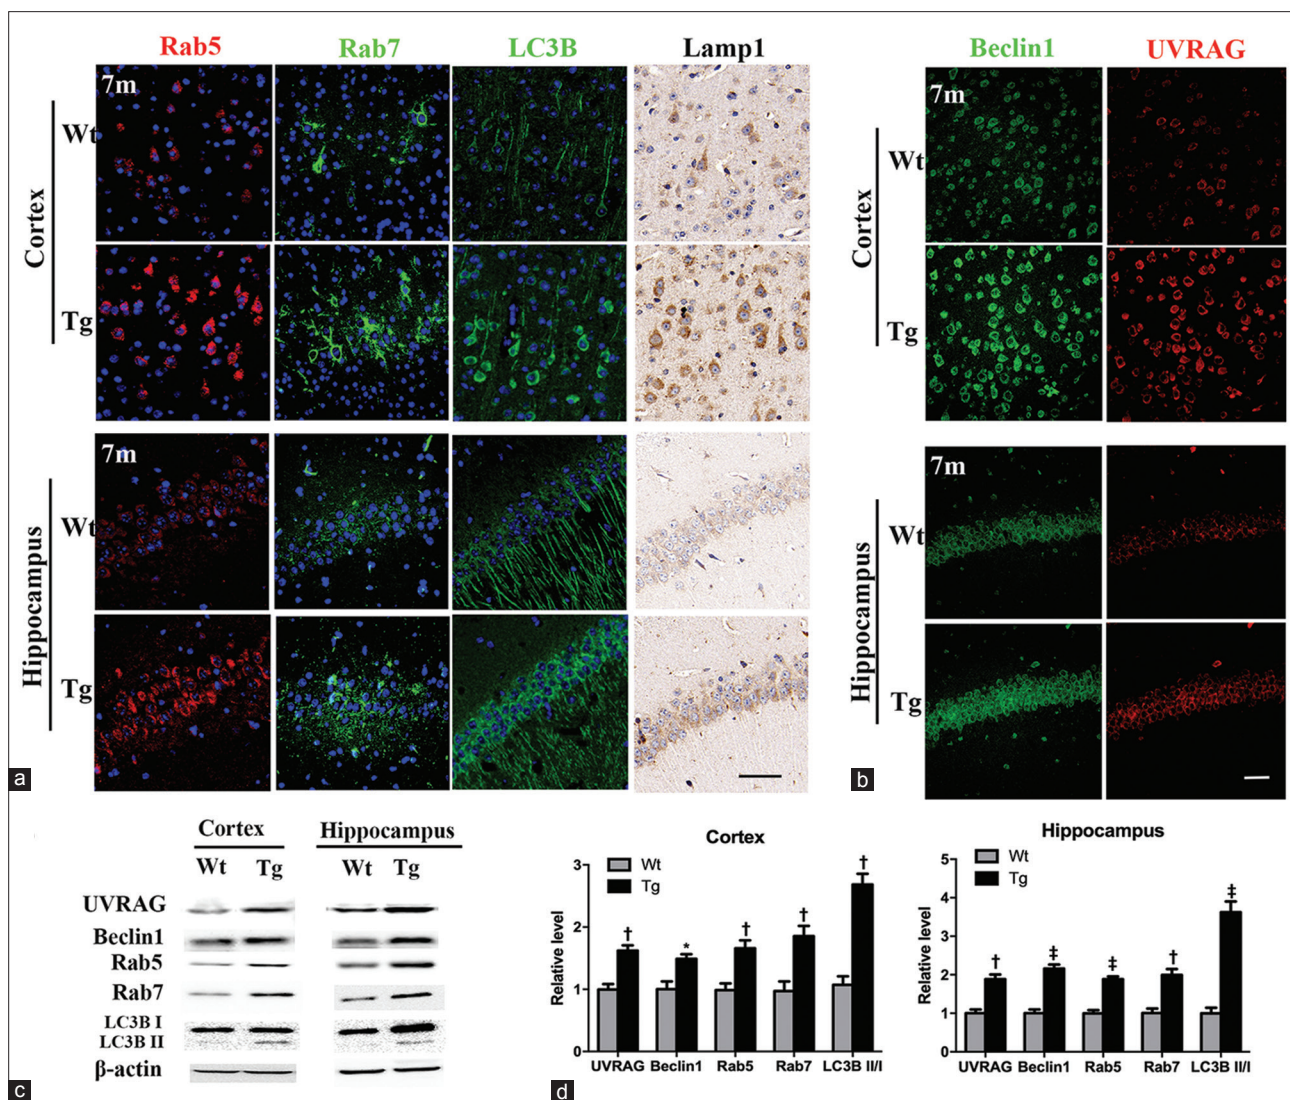 Rab5 Rab7 LC3B Lamp1
7m
Cortex
Wt
Tg
7m
Hippocampus
Wt
Tg
a
Beclin1 UVRAG
7m
Cortex
Wt
Tg
7m
Hippocampus
Wt
Tg
b
Cortex Hippocampus
Wt Tg Wt Tg
UVRAG
Beclin1
Rab5
Rab7
LC3B I
LC3B II
β-actin
c
Cortex
Wt
Tg
Relative level
3
2
1
0
† * † † †
UVRAG Beclin1 Rab5 Rab7 LC3B II/I
d
Hippocampus
Wt
Tg
Relative level
5
4
3
2
1
0
† ‡ ‡ † ‡
UVRAG Beclin1 Rab5 Rab7 LC3B II/I